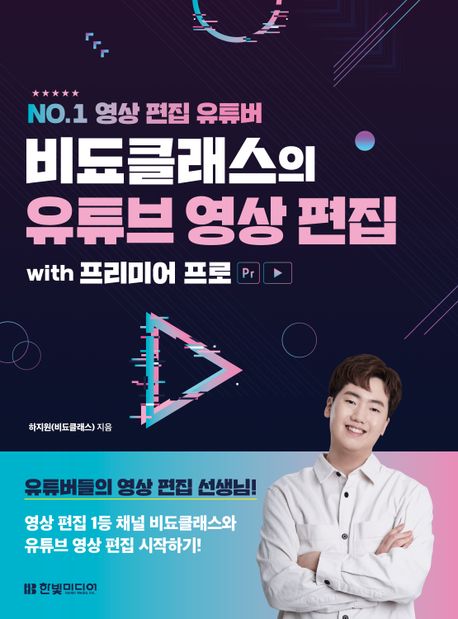 ★★★★★
NO.1 영상 편집 유튜버
비됴클래스의
유튜브 영상 편집
with 프리미어 프로 Pr
하지원(비됴클래스) 지음
유튜버들의 영상 편집 선생님!
영상 편집 1등 채널 비됴클래스와
유튜브 영상 편집 시작하기!
한빛미디어
Hanbit Media, Inc.